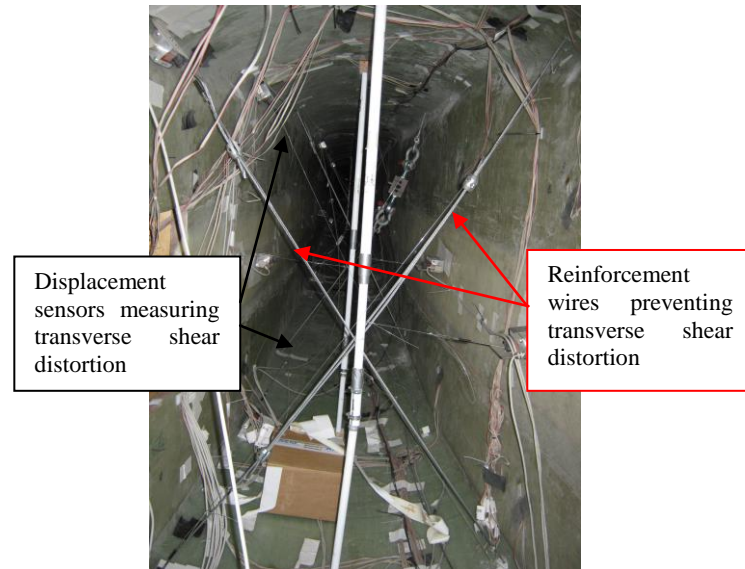 Displacement
sensors measuring
transverse shear
distortion
Reinforcement
wires preventing
transverse shear
distortion